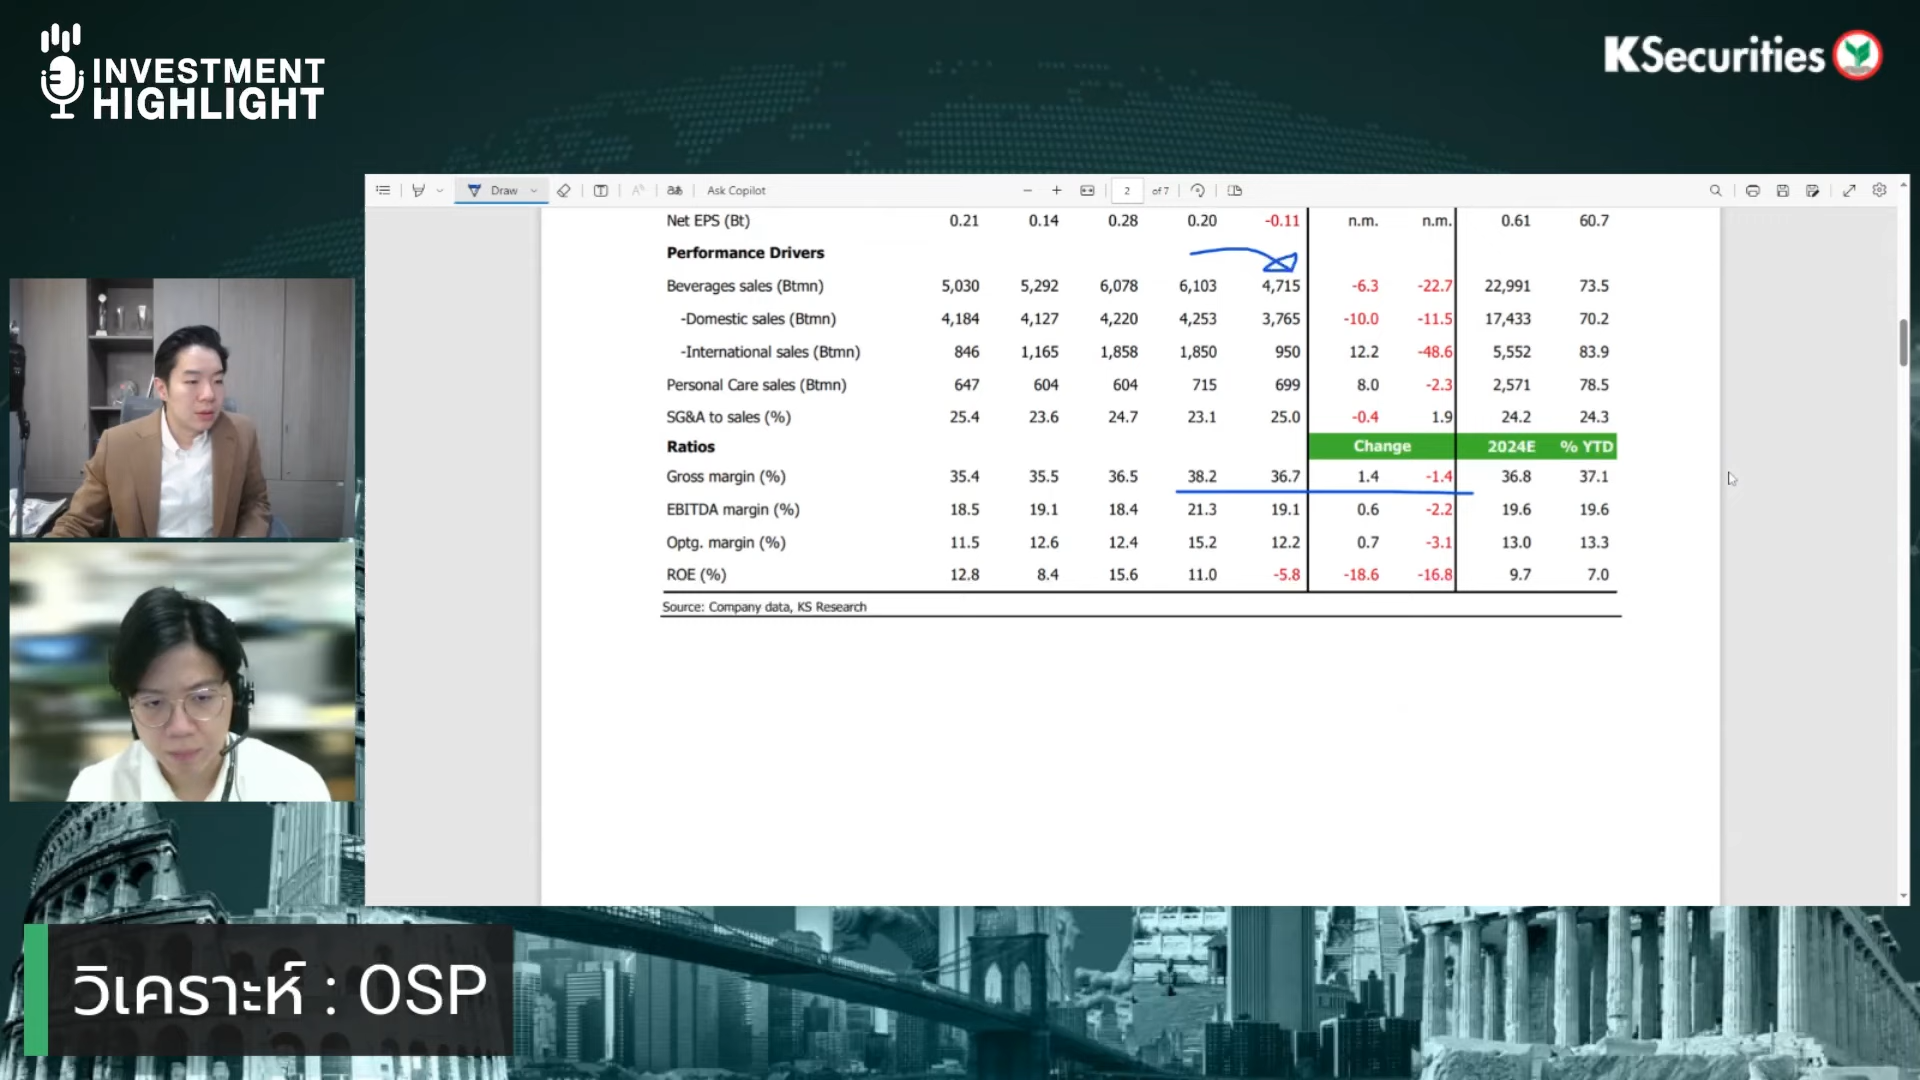 INVESTMENT
HIGHLIGHT
KSecurities
Draw
Ask Copilot
2 of 7
Net EPS (Bt) 0.21 0.14 0.28 0.20 -0.11 n.m. n.m. 0.61 60.7
Performance Drivers
Beverages sales (Btmn) 5,030 5,292 6,078 6,103 4,715 -6.3 -22.7 22,991 73.5
-Domestic sales (Btmn) 4,184 4,127 4,220 4,253 3,765 -10.0 -11.5 17,433 70.2
-International sales (Btmn) 846 1,165 1,858 1,850 950 12.2 -48.6 5,552 83.9
Personal Care sales (Btmn) 647 604 604 715 699 8.0 -2.3 2,571 78.5
SG&A to sales (%) 25.4 23.6 24.7 23.1 25.0 -0.4 1.9 24.2 24.3
Ratios Change 2024E % YTD
Gross margin (%) 35.4 35.5 36.5 38.2 36.7 1.4 -1.4 36.8 37.1
EBITDA margin (%) 18.5 19.1 18.4 21.3 19.1 0.6 -2.2 19.6 19.6
Optg. margin (%) 11.5 12.6 12.4 15.2 12.2 0.7 -3.1 13.0 13.3
ROE (%) 12.8 8.4 15.6 11.0 -5.8 -18.6 -16.8 9.7 7.0
Source: Company data, KS Research
วิเคราะห์ : OSP